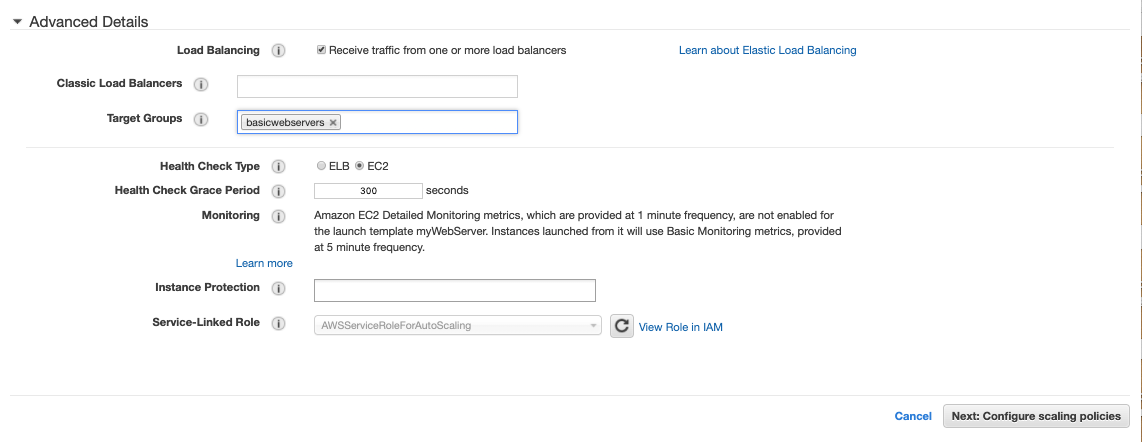 Advanced Details
Load Balancing Receive traffic from one or more load balancers Learn about Elastic Load Balancing
Classic Load Balancers
Target Groups basicwebservers
Health Check Type ELB EC2
Health Check Grace Period 300 seconds
Monitoring Amazon EC2 Detailed Monitoring metrics, which are provided at 1 minute frequency, are not enabled for
the launch template myWebServer. Instances launched from it will use Basic Monitoring metrics, provided
at 5 minute frequency.
Learn more
Instance Protection
Service-Linked Role AWSServiceRoleForAutoScaling View Role in IAM
Cancel Next: Configure scaling policies